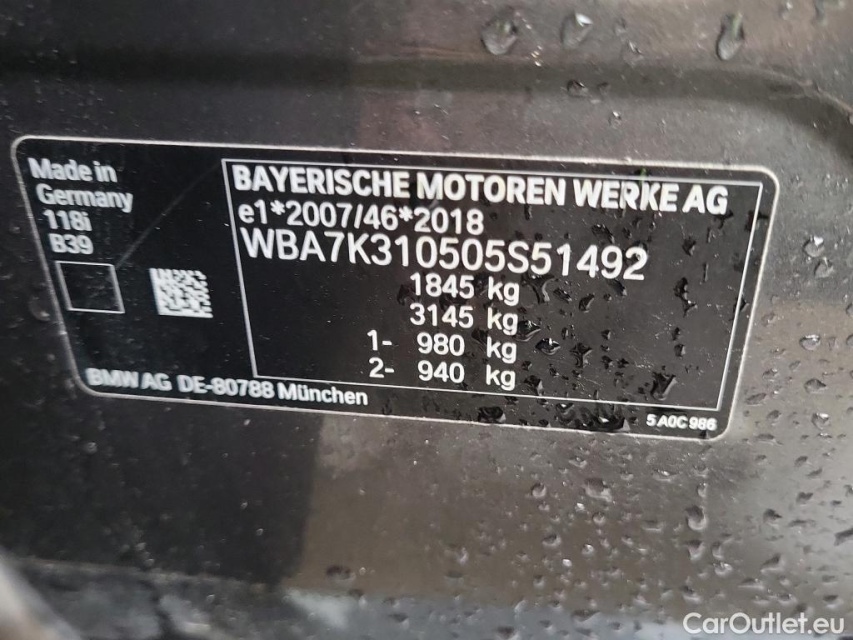 Made in
Germany
118i
B39
BAYERISCHE MOTOREN WERKE AG
e1*2007/46*2018
WBA7K310505S51492
1845 kg
3145 kg
1- 980 kg
2- 940 kg
BMW AG DE-80788 München
5 A0C 986
CarOutlet.eu